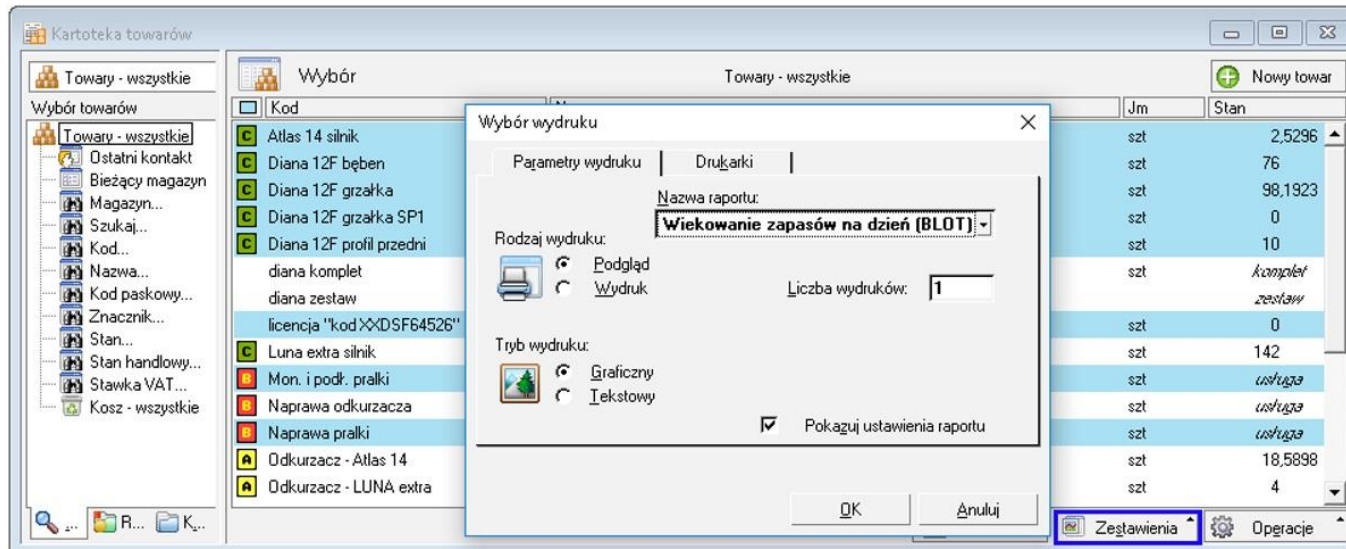 Kartoteka towarów
Towary - wszystkie
Wybór
Towary - wszystkie
Nowy towar
Wybór towarów
Kod
Jm
Stan
Towary - wszystkie
Ostatni kontakt
Bieżący magazyn
Magazyn...
Szukaj...
Kod...
Nazwa...
Kod paskowy...
Znacznik...
Stan...
Stan handlowy...
Stawka VAT...
Kosz - wszystkie
C Atlas 14 silnik szt 2,5296
C Diana 12F bęben szt 76
C Diana 12F grzałka szt 98,1923
C Diana 12F grzałka SP1 szt 0
C Diana 12F profil przedni szt 10
diana komplet szt komplet
diana zestaw zestaw
licencja "kod XXDSF64526" szt 0
C Luna extra silnik szt 142
B Mon. i podł. pralki szt usługa
B Naprawa odkurzacza szt usługa
B Naprawa pralki szt usługa
A Odkurzacz - Atlas 14 szt 18,5898
A Odkurzacz - LUNA extra szt 4
Wybór wydruku
Parametry wydruku
Drukarki
Nazwa raportu:
Wiekowanie zapasów na dzień (BLOT)
Rodzaj wydruku:
Podgląd
Wydruk
Liczba wydruków: 1
Tryb wydruku:
Graficzny
Tekstowy
Pokazuj ustawienia raportu
OK
Anuluj
...
R...
K...
Zestawienia
Operacje